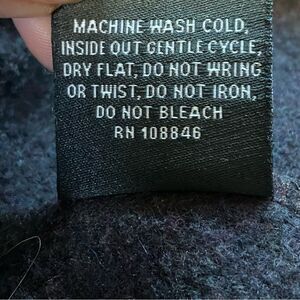 MACHINE WASH COLD,
INSIDE OUT GENTLE CYCLE,
DRY FLAT, DO NOT WRING
OR TWIST, DO NOT IRON,
DO NOT BLEACH
RN 108846